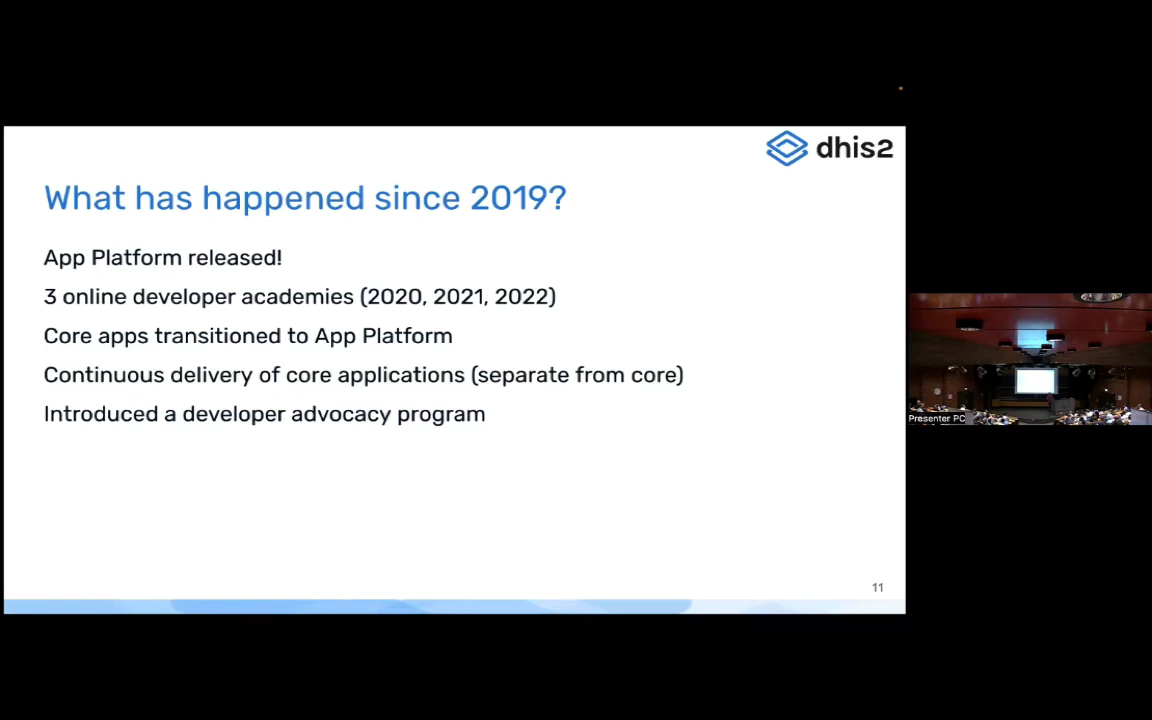 dhis2
What has happened since 2019?
App Platform released!
3 online developer academies (2020, 2021, 2022)
Core apps transitioned to App Platform
Continuous delivery of core applications (separate from core)
Introduced a developer advocacy program
11
Presenter PC